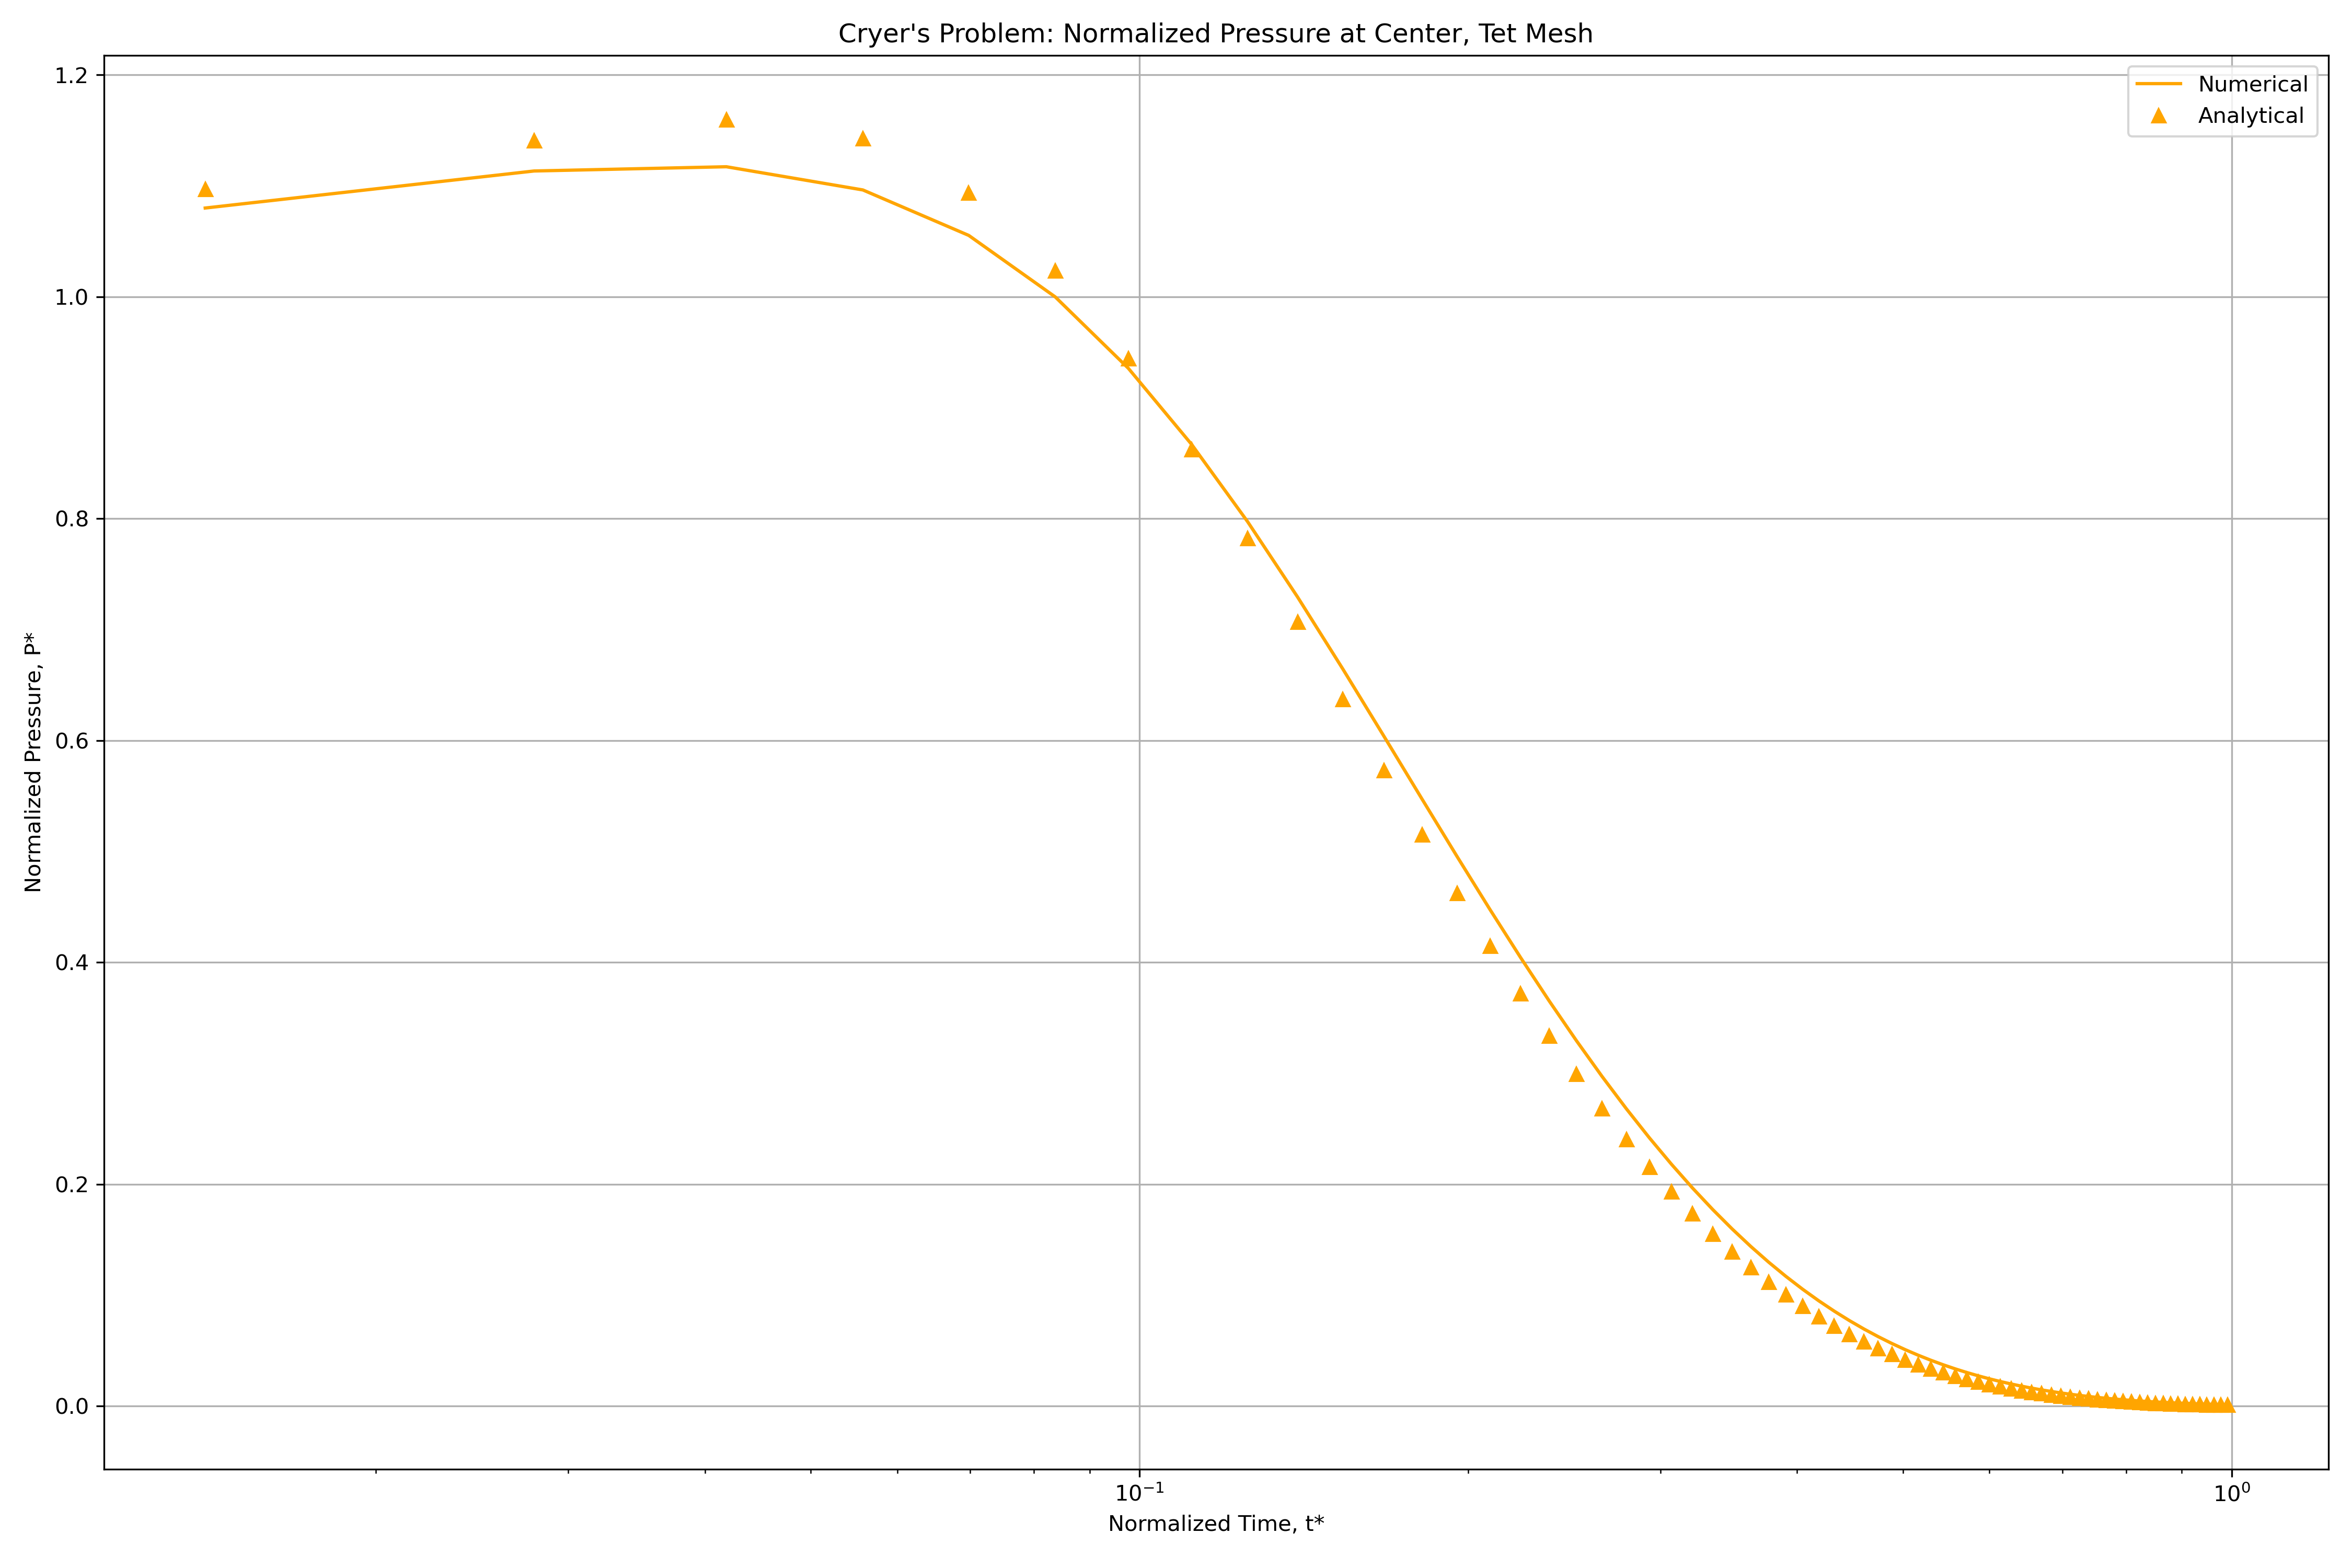 Cryer's Problem: Normalized Pressure at Center, Tet Mesh
Numerical
Analytical
1.2
1.0
0.8
0.6
0.4
0.2
0.0
Normalized Pressure, P*
10⁻¹
10⁰
Normalized Time, t*